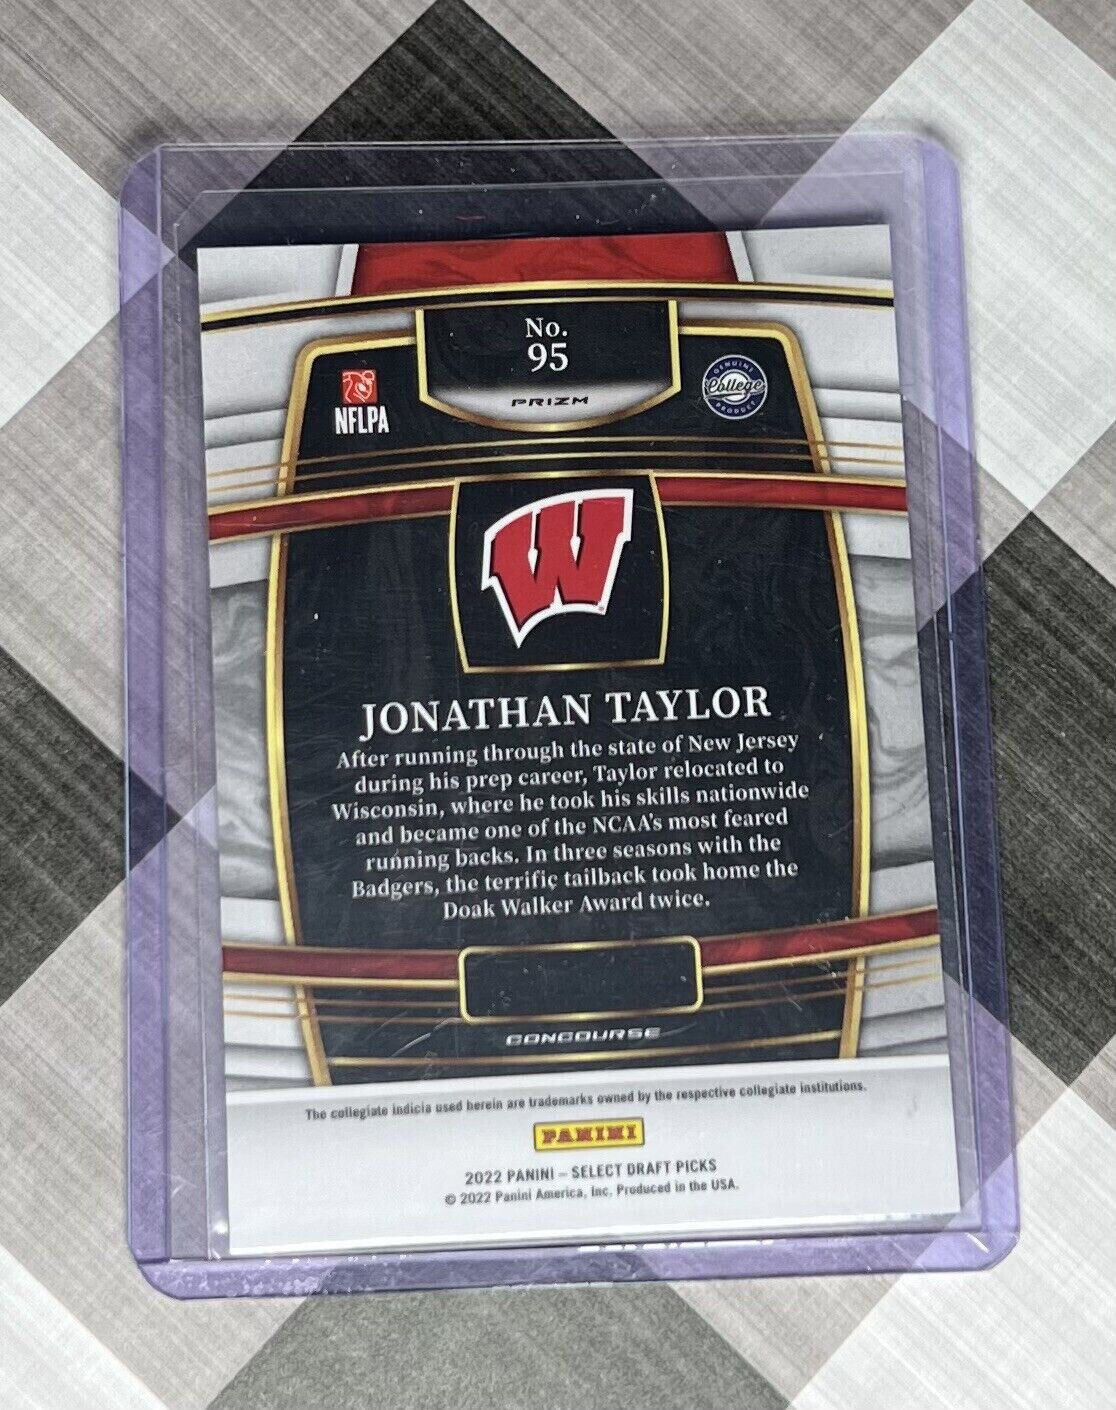 No.
95
PRIZM
NFLPA
GENUINE
College
PRODUCT
W
JONATHAN TAYLOR
After running through the state of New Jersey
during his prep career, Taylor relocated to
Wisconsin, where he took his skills nationwide
and became one of the NCAA's most feared
running backs. In three seasons with the
Badgers, the terrific tailback took home the
Doak Walker Award twice.
CONCOURSE
The collegiate indicia used herein are trademarks owned by the respective collegiate institutions.
PANINI
2022 PANINI – SELECT DRAFT PICKS
© 2022 Panini America, Inc. Produced in the USA.